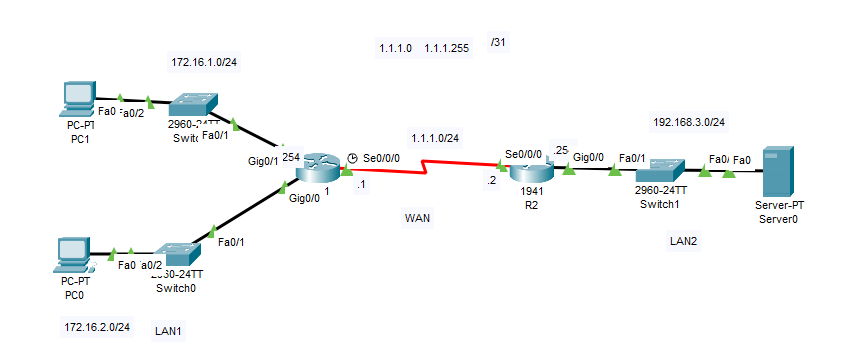 1.1.1.0 1.1.1.255 /31
172.16.1.0/24
Fa0 Fa0/2
PC-PT
PC1
2960-24TT
Fa0/1
Gig0/1
254
Se0/0/0
1
.1
Gig0/0
1.1.1.0/24
WAN
Se0/0/0
.2
.25
1941
R2
Gig0/0
192.168.3.0/24
Fa0/1
2960-24TT
Switch1
Fa0/
Fa0
Server-PT
Server0
LAN2
Fa0/1
PC-PT
PC0
Fa0
a0/2
2960-24TT
Switch0
172.16.2.0/24
LAN1